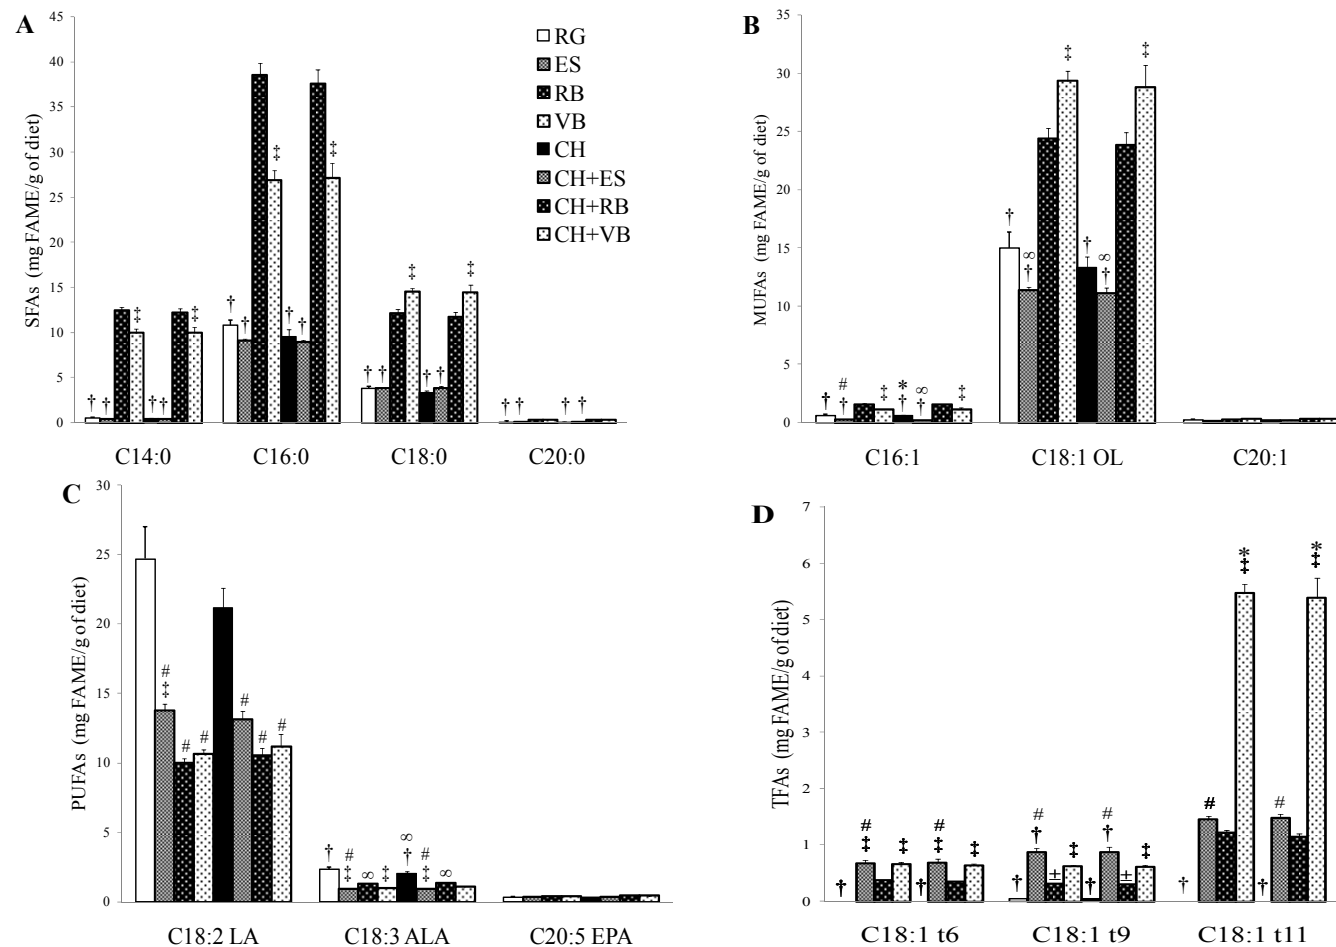 A
SFAs (mg FAME/g of diet)
45
40
35
30
25
20
15
10
5
0
RG
ES
RB
VB
CH
CH+ES
CH+RB
CH+VB
† † ‡ † † ‡
† † ‡ † † ‡
† † ‡ † † ‡
† † † †
C14:0 C16:0 C18:0 C20:0
B
MUFAs (mg FAME/g of diet)
35
30
25
20
15
10
5
0
† # † ‡ * † ∞ † ‡
† ∞ † ‡ † ∞ † ‡
C16:1 C18:1 OL C20:1
C
PUFAs (mg FAME/g of diet)
30
25
20
15
10
5
0
# ‡ # # # # #
† # ‡ ∞ ‡ ∞ † # ‡ ∞
C18:2 LA C18:3 ALA C20:5 EPA
D
TFAs (mg FAME/g of diet)
7
6
5
4
3
2
1
0
† # ‡ ‡ † # ‡ ‡
† # † ± ‡ † # † ± ‡
† # * ‡ † # * ‡
C18:1 t6 C18:1 t9 C18:1 t11